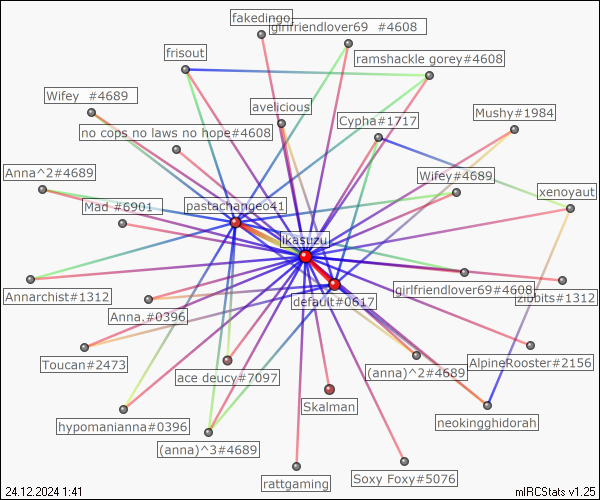 fakedingo
girlfriendlover69 #4608
frisout
ramshackle gorey#4608
Wifey #4689
avelicious
Mushy#1984
no cops no laws no hope#4608
Cypha#1717
Anna^2#4689
Wifey#4689
xenoyaut
Mad #6901
pastachangeo41
ikasuzu
Annarchist#1312
girlfriendlover69#4608
zibbits#1312
default#0617
Anna.#0396
Toucan#2473
AlpineRooster#2156
ace deucy#7097
(anna)^2#4689
Skalman
hypomanianna#0396
neokingghidorah
(anna)^3#4689
rattgaming
Soxy Foxy#5076
24.12.2024 1:41
mIRCStats v1.25